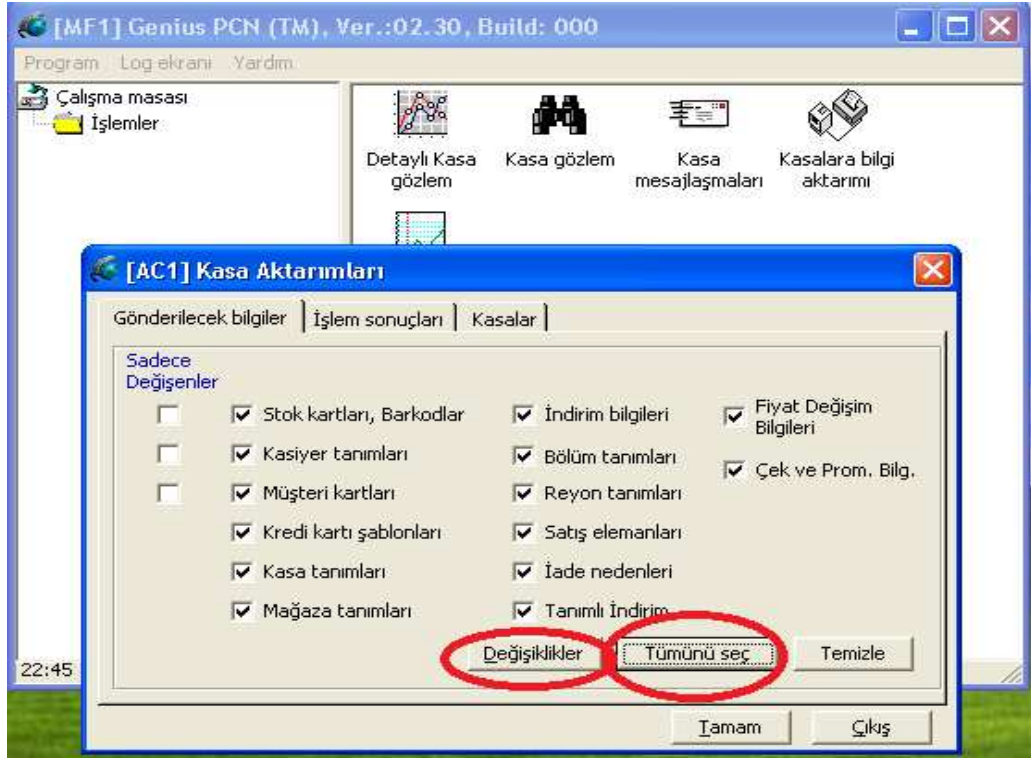 [MF1] Genius PCN (TM), Ver.:02.30, Build: 000
Program Log ekranı Yardım
Çalışma masası
İşlemler
Detaylı Kasa gözlem
Kasa gözlem
Kasa mesajlaşmaları
Kasalara bilgi aktarımı
[AC1] Kasa Aktarımları
Gönderilecek bilgiler İşlem sonuçları Kasalar
Sadece
Değişenler
Stok kartları, Barkodlar
Kasiyer tanımları
Müşteri kartları
Kredi kartı şablonları
Kasa tanımları
Mağaza tanımları
İndirim bilgileri
Bölüm tanımları
Reyon tanımları
Satış elemanları
İade nedenleri
Tanımlı İndirim
Fiyat Değişim
Bilgileri
Çek ve Prom. Bilg.
Değişiklikler Tümünü seç Temizle
22:45
Tamam Çıkış